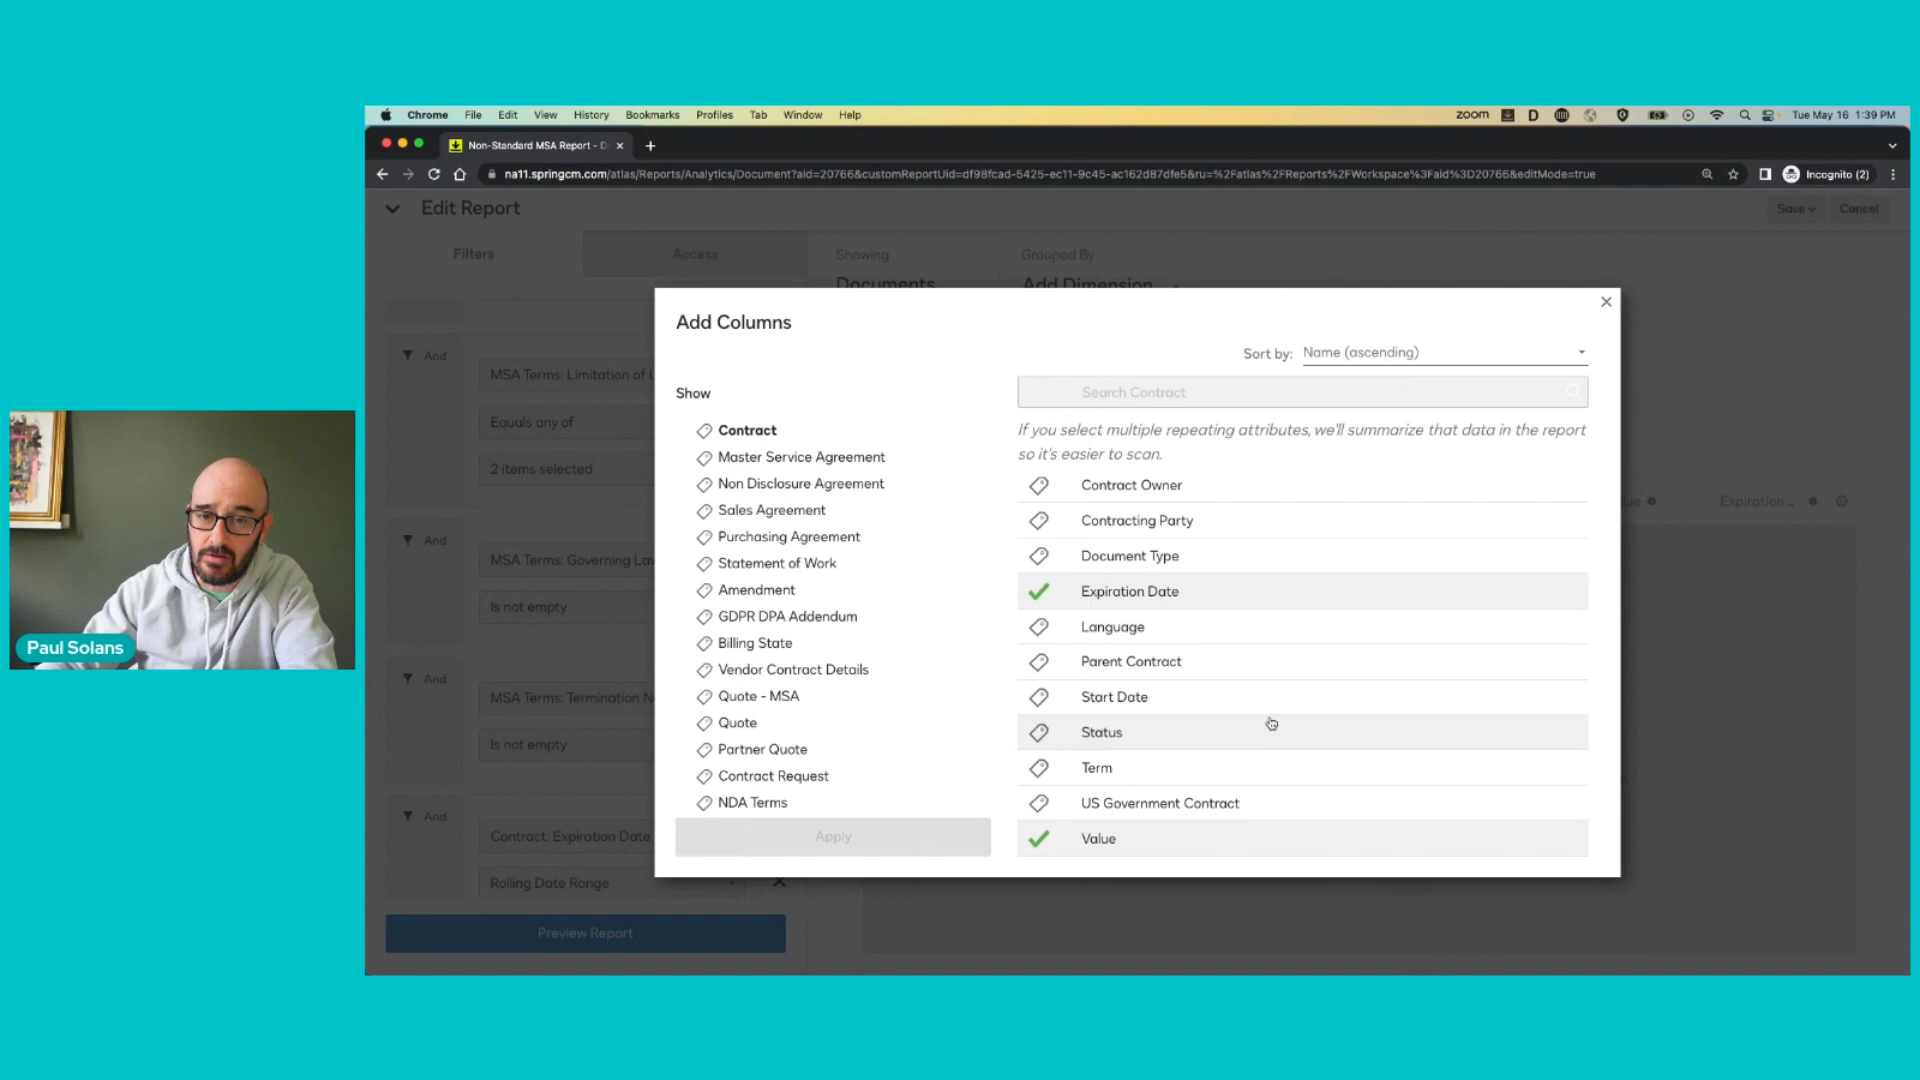 Chrome File Edit View History Bookmarks Profiles Tab Window Help zoom D Tue May 16 1:39 PM
Non-Standard MSA Report - D
na11.springcm.com/atlas/Reports/Analytics/Document?aid=20766&customReportUid=df98fcad-5425-ec11-9c45-ac162d87dfe5&ru=%2Fatlas%2FReports%2FWorkspace%3Faid%3D20766&editMode=true Incognito (2)
Edit Report Save Cancel
Filters Access Showing Grouped By
Documents Add Dimension
And
MSA Terms: Limitation of L
Equals any of
2 items selected
And
MSA Terms: Governing Law
Is not empty
And
MSA Terms: Termination N
Is not empty
And
Contract: Expiration Date
Rolling Date Range
Preview Report
Expiration ...
Add Columns
Sort by: Name (ascending)
Show
Contract
Master Service Agreement
Non Disclosure Agreement
Sales Agreement
Purchasing Agreement
Statement of Work
Amendment
GDPR DPA Addendum
Billing State
Vendor Contract Details
Quote - MSA
Quote
Partner Quote
Contract Request
NDA Terms
Apply
Search Contract
If you select multiple repeating attributes, we'll summarize that data in the report
so it's easier to scan.
Contract Owner
Contracting Party
Document Type
Expiration Date
Language
Parent Contract
Start Date
Status
Term
US Government Contract
Value
Paul Solans